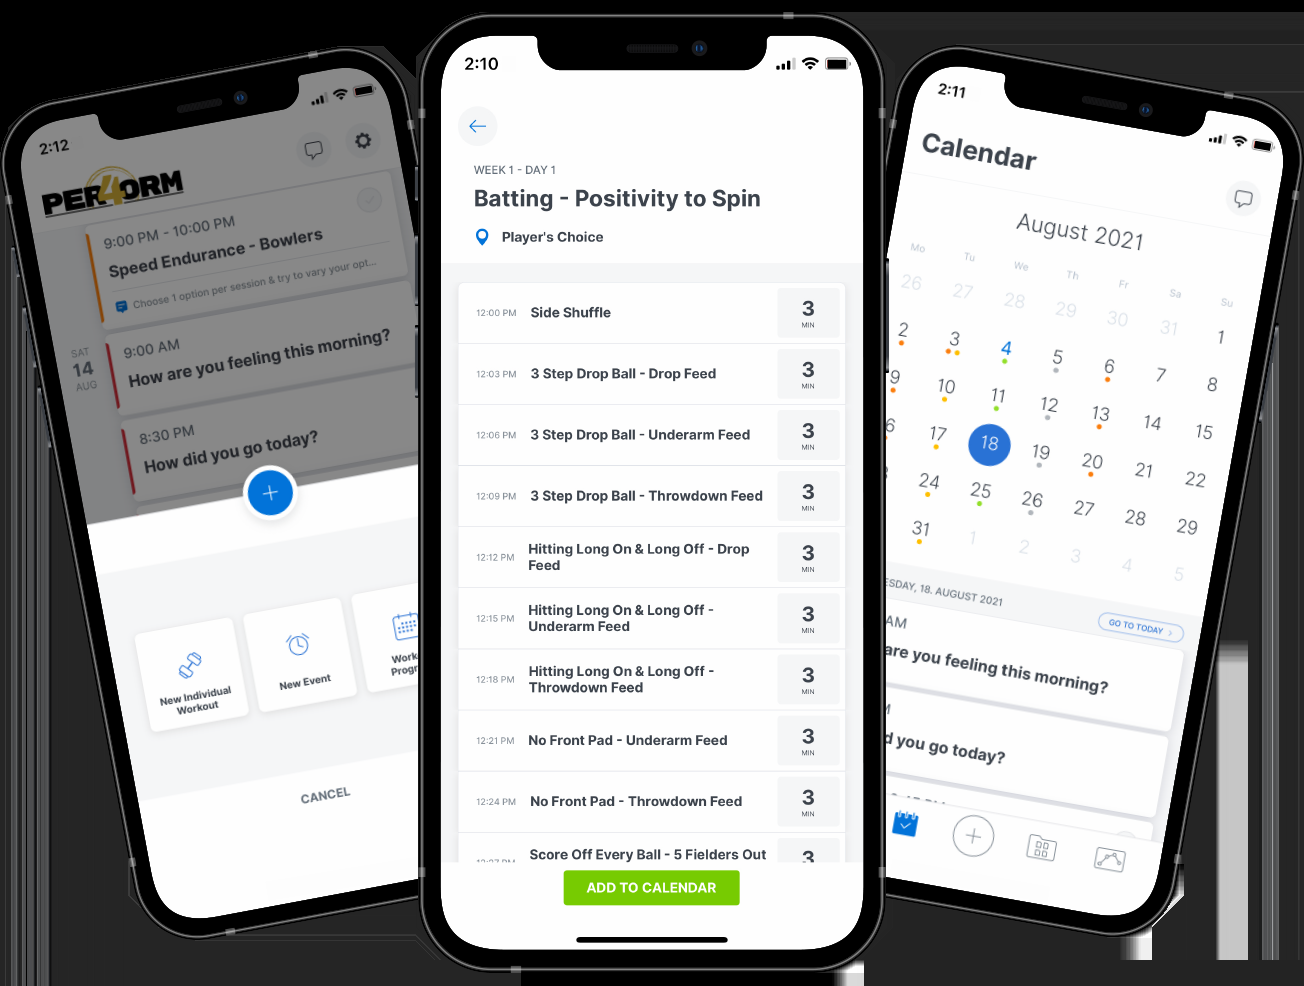 2:12
PER4ORM
9:00 PM - 10:00 PM
Speed Endurance - Bowlers
Choose 1 option per session & try to vary your opt...
SAT
14
AUG
9:00 AM
How are you feeling this morning?
8:30 PM
How did you go today?
New Individual
Workout
New Event
CANCEL
2:10
WEEK 1 - DAY 1
Batting - Positivity to Spin
Player's Choice
12:00 PM Side Shuffle 3 MIN
12:03 PM 3 Step Drop Ball - Drop Feed 3 MIN
12:06 PM 3 Step Drop Ball - Underarm Feed 3 MIN
12:09 PM 3 Step Drop Ball - Throwdown Feed 3 MIN
12:12 PM Hitting Long On & Long Off - Drop
Feed 3 MIN
12:15 PM Hitting Long On & Long Off -
Underarm Feed 3 MIN
12:18 PM Hitting Long On & Long Off -
Throwdown Feed 3 MIN
12:21 PM No Front Pad - Underarm Feed 3 MIN
12:24 PM No Front Pad - Throwdown Feed 3 MIN
Score Off Every Ball - 5 Fielders Out 3
ADD TO CALENDAR
2:11
Calendar
August 2021
Mo Tu We Th Fr Sa Su
26 27 28 29 30 31 1
2 3 4 5 6 7 8
9 10 11 12 13 14 15
6 17 18 19 20 21 22
24 25 26 27 28 29
31 1 2 3 4 5
ESDAY, 18. AUGUST 2021
GO TO TODAY
AM
are you feeling this morning?
d you go today?